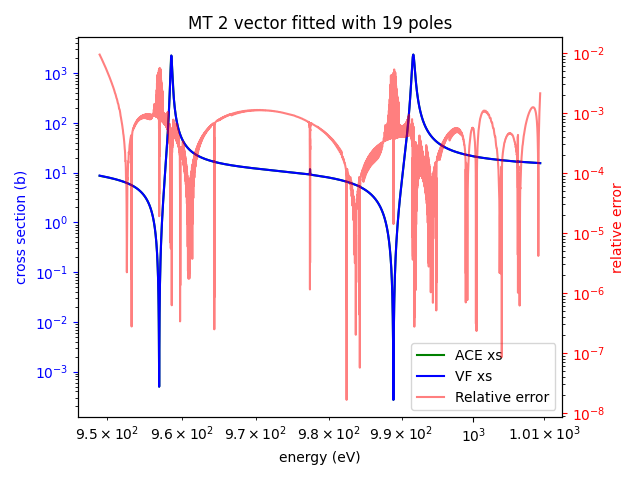 MT 2 vector fitted with 19 poles
cross section (b)
10³
10²
10¹
10⁰
10⁻¹
10⁻²
10⁻³
10⁻²
10⁻³
10⁻⁴
10⁻⁵
10⁻⁶
10⁻⁷
10⁻⁸
relative error
ACE xs
VF xs
Relative error
9.5 × 10² 9.6 × 10² 9.7 × 10² 9.8 × 10² 9.9 × 10² 10³ 1.01 × 10³
energy (eV)